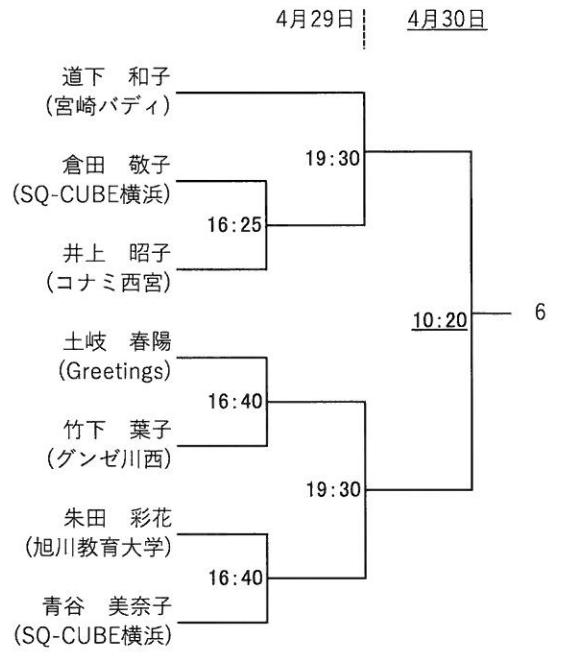 4月29日 4月30日
道下　和子
(宮崎バディ)
19:30
倉田　敬子
(SQ-CUBE横浜)
16:25
井上　昭子
(コナミ西宮)
10:20
6
土岐　春陽
(Greetings)
16:40
竹下　葉子
(グンゼ川西)
19:30
朱田　彩花
(旭川教育大学)
16:40
青谷　美奈子
(SQ-CUBE横浜)